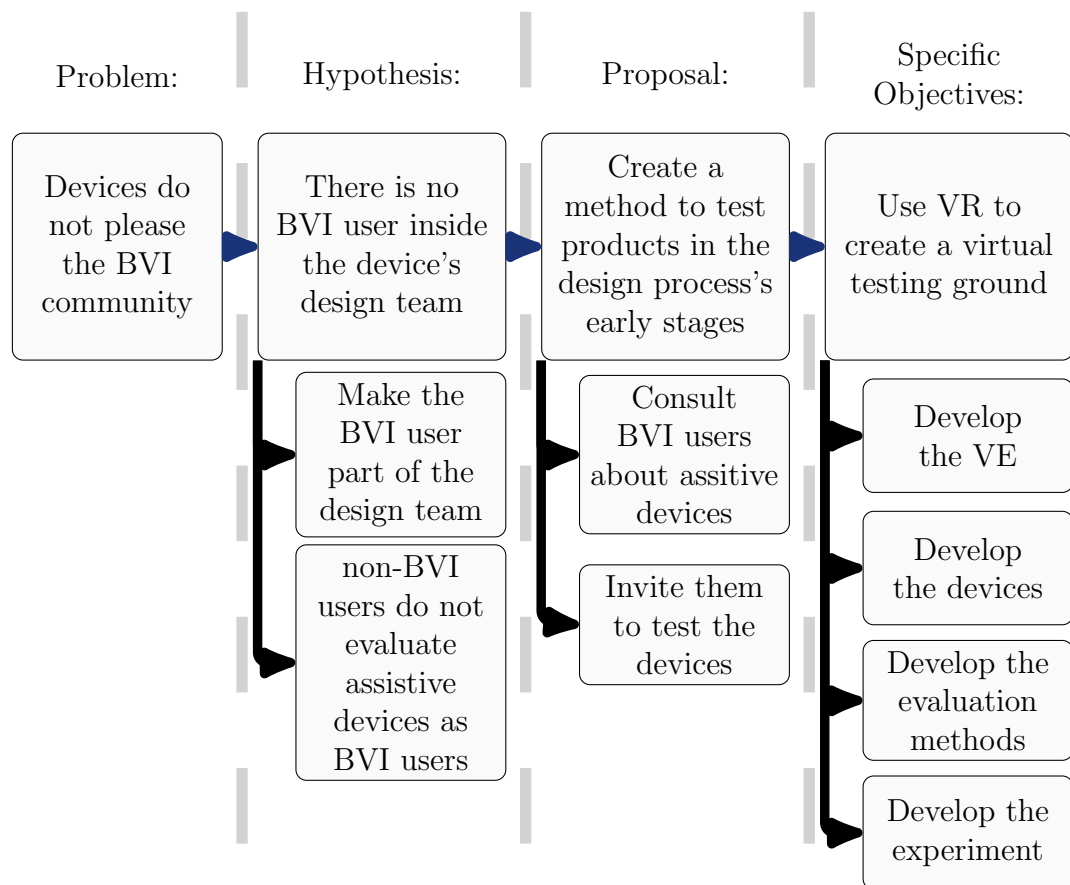 Problem:
Devices do
not please
the BVI
community
Hypothesis:
There is no
BVI user inside
the device's
design team
Make the
BVI user
part of the
design team
non-BVI
users do not
evaluate
assistive
devices as
BVI users
Proposal:
Create a
method to test
products in the
design process's
early stages
Consult
BVI users
about assitive
devices
Invite them
to test the
devices
Specific
Objectives:
Use VR to
create a virtual
testing ground
Develop
the VE
Develop
the devices
Develop the
evaluation
methods
Develop the
experiment